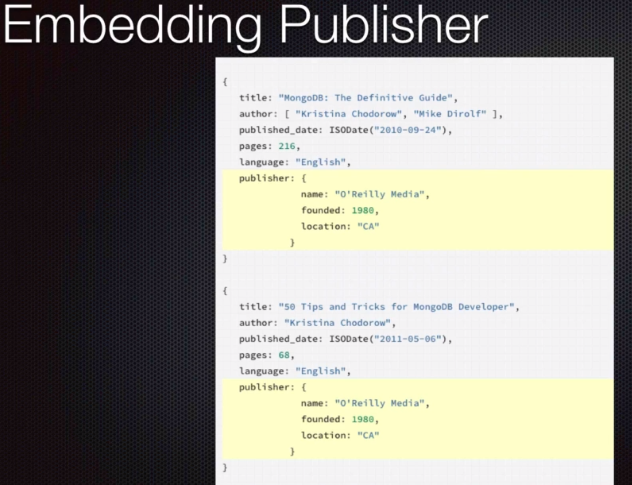 Embedding Publisher
{
title: "MongoDB: The Definitive Guide",
author: [ "Kristina Chodorow", "Mike Dirolf" ],
published_date: ISODate("2010-09-24"),
pages: 216,
language: "English",
publisher: {
name: "O'Reilly Media",
founded: 1980,
location: "CA"
}
}
{
title: "50 Tips and Tricks for MongoDB Developer",
author: "Kristina Chodorow",
published_date: ISODate("2011-05-06"),
pages: 68,
language: "English",
publisher: {
name: "O'Reilly Media",
founded: 1980,
location: "CA"
}
}